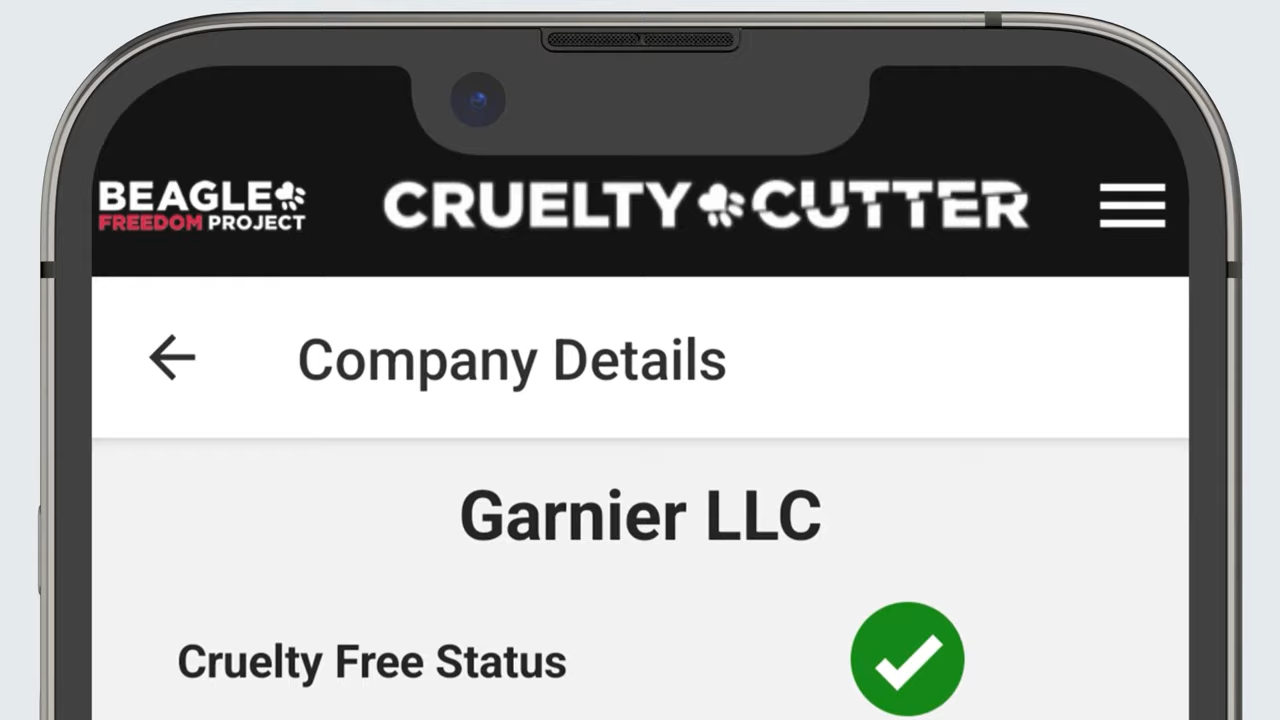 BEAGLE
FREEDOM PROJECT
CRUELTY CUTTER
Company Details
Garnier LLC
Cruelty Free Status